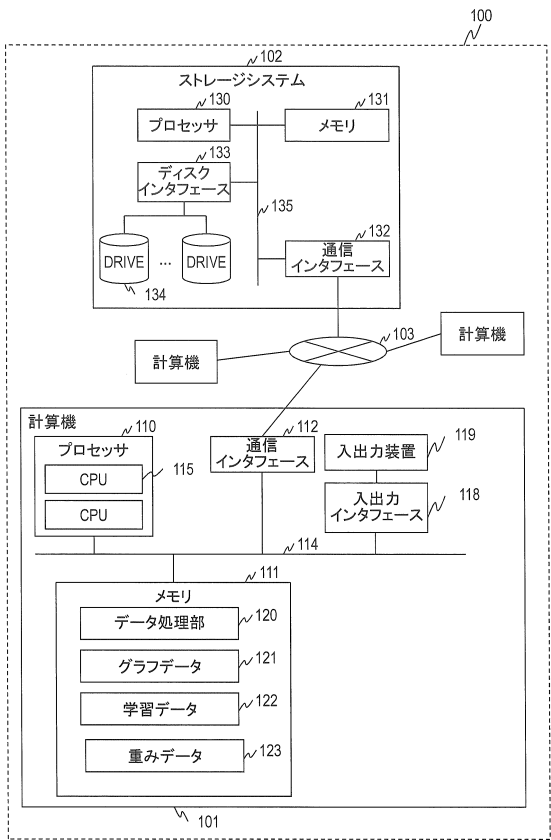 100
102
ストレージシステム
130
プロセッサ
131
メモリ
133
ディスク
インタフェース
135
132
通信
インタフェース
DRIVE
...
DRIVE
134
103
計算機
計算機
計算機
110
プロセッサ
CPU
115
CPU
112
通信
インタフェース
119
入出力装置
入出力
インタフェース
118
114
111
メモリ
データ処理部
120
グラフデータ
121
学習データ
122
重みデータ
123
101